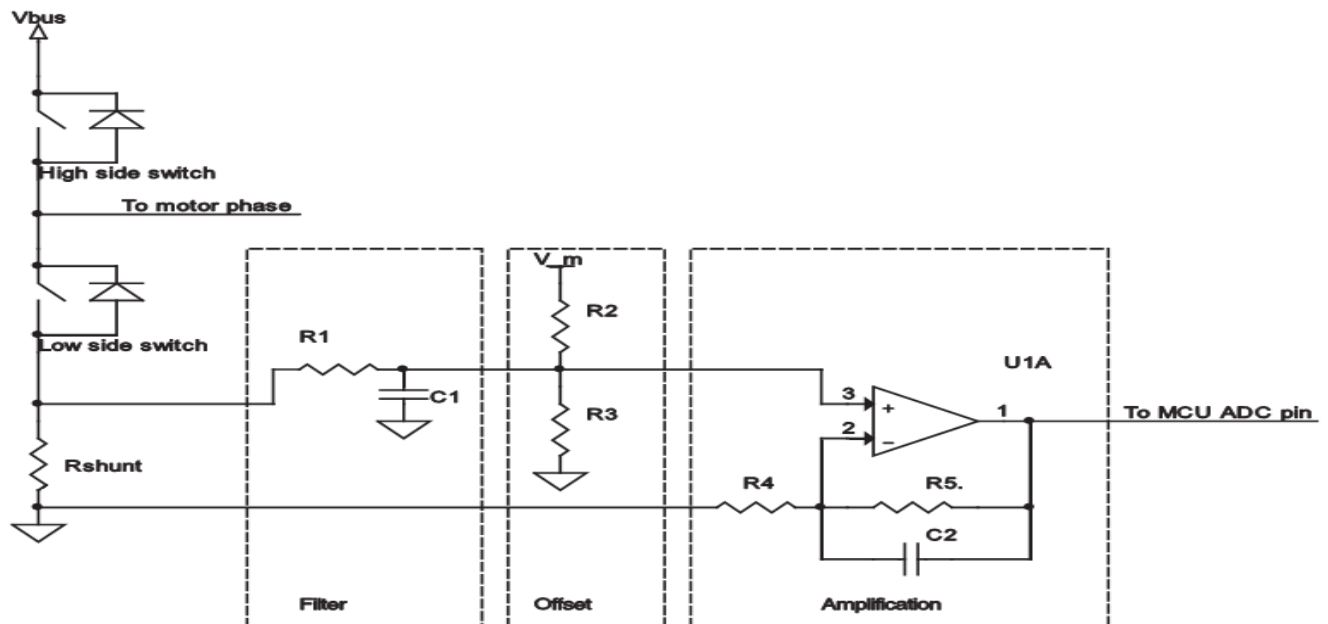 Vbus
High side switch
To motor phase
V_m
R2
R1
Low side switch
U1A
C1
R3
3
+
1
To MCU ADC pin
2
−
Rshunt
R4
R5.
C2
Filter
Offset
Amplification